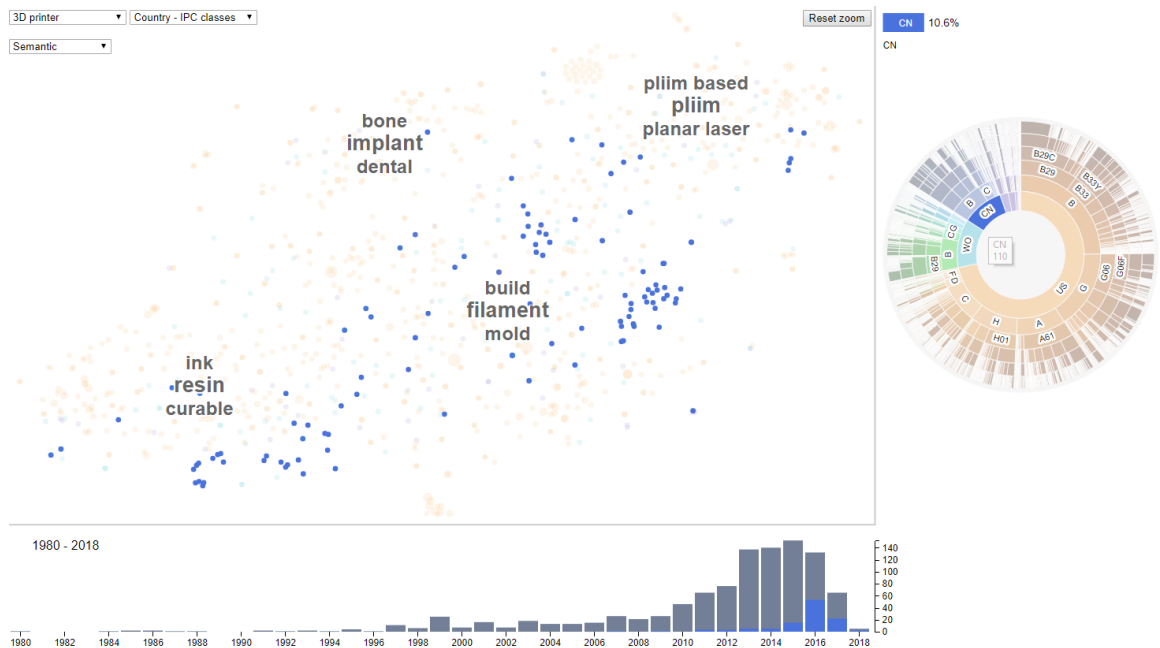 3D printer
Country - IPC classes
Reset zoom
Semantic
CN 10.6%
CN
pliim based
pliim
planar laser
bone
implant
dental
build
filament
mold
ink
resin
curable
B29C
B29
B33Y
B33
B
C
B
CN
C G
WO
B
B29
F D
C
H
H01
A
A61
US
G
G06
G06F
CN
110
1980 - 2018
140
120
100
80
60
40
20
0
1980 1982 1984 1986 1988 1990 1992 1994 1996 1998 2000 2002 2004 2006 2008 2010 2012 2014 2016 2018